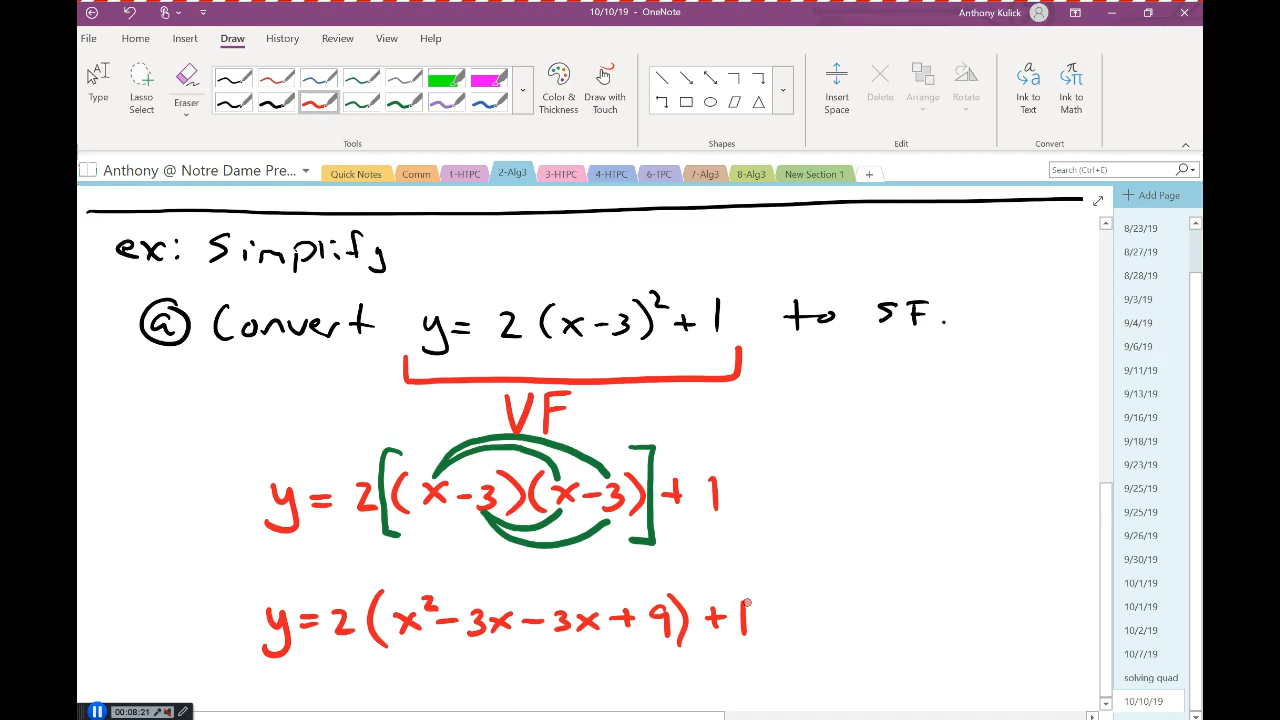 10/10/19 - OneNote
Anthony Kulick
File Home Insert Draw History Review View Help
Type
Lasso Select
Eraser
Color & Thickness
Draw with Touch
Insert Space
Delete
Arrange
Rotate
Ink to Text
Ink to Math
Tools
Shapes
Edit
Convert
Anthony @ Notre Dame Pre...
Quick Notes Comm 1-HTPC 2-Alg3 3-HTPC 4-HTPC 6-TPC 7-Alg3 8-Alg3 New Section 1
Search (Ctrl+E)
Add Page
8/23/19
8/27/19
8/28/19
9/3/19
9/4/19
9/6/19
9/11/19
9/13/19
9/16/19
9/18/19
9/23/19
9/25/19
9/25/19
9/26/19
9/30/19
10/1/19
10/1/19
10/2/19
10/7/19
solving quad
10/10/19
ex: Simplify
ⓐ Convert y = 2(x-3)² + 1 to SF.
VF
y = 2[(x-3)(x-3)] + 1
y = 2(x² - 3x - 3x + 9) + 1
00:08:21